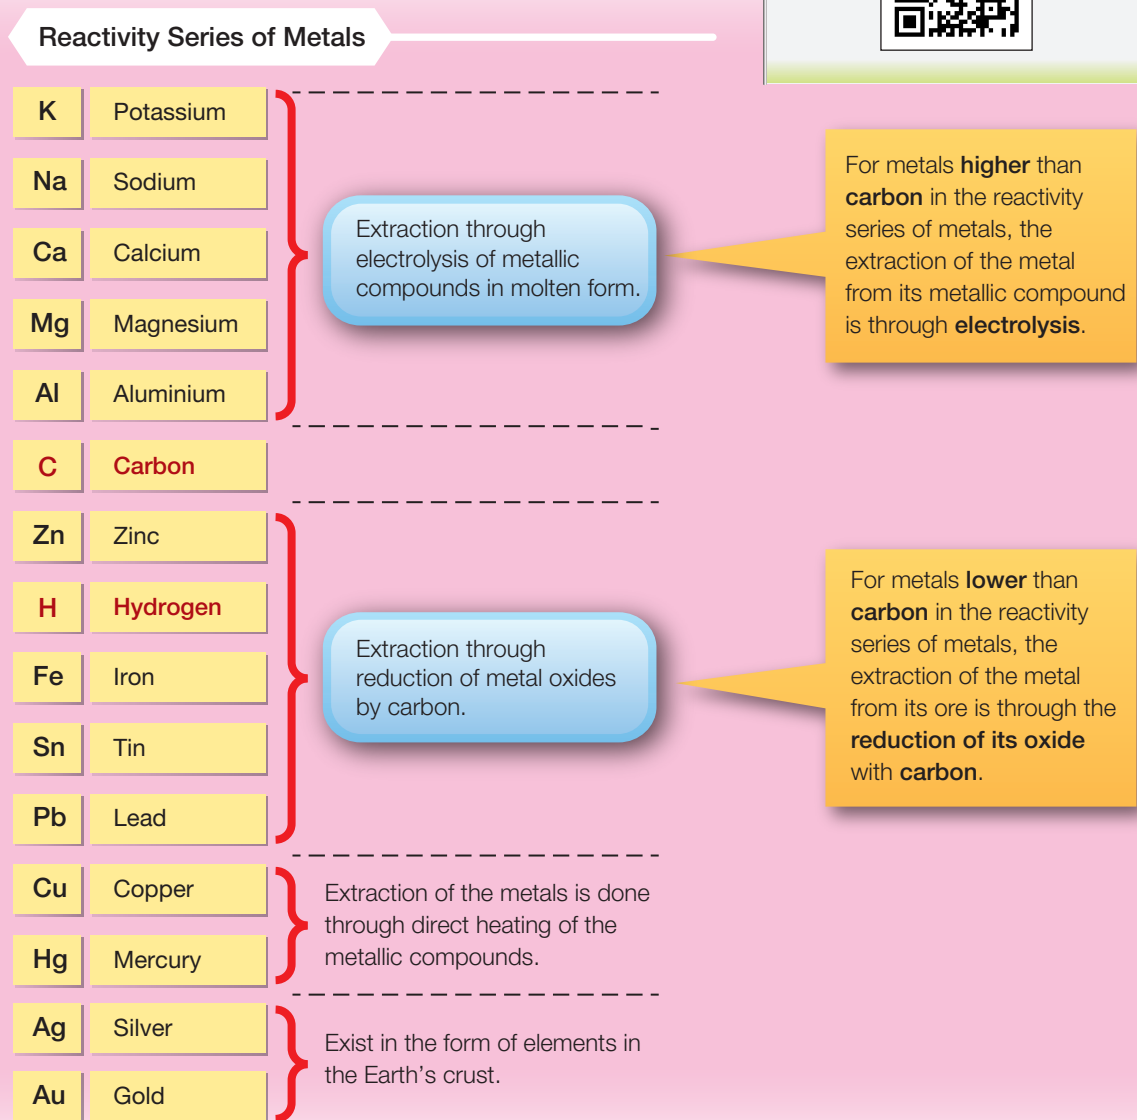 Reactivity Series of Metals
K Potassium
Na Sodium
Ca Calcium
Mg Magnesium
Al Aluminium
Extraction through
electrolysis of metallic
compounds in molten form.
For metals higher than
carbon in the reactivity
series of metals, the
extraction of the metal
from its metallic compound
is through electrolysis.
C Carbon
Zn Zinc
H Hydrogen
Fe Iron
Sn Tin
Pb Lead
Extraction through
reduction of metal oxides
by carbon.
For metals lower than
carbon in the reactivity
series of metals, the
extraction of the metal
from its ore is through the
reduction of its oxide
with carbon.
Cu Copper
Hg Mercury
Extraction of the metals is done
through direct heating of the
metallic compounds.
Ag Silver
Au Gold
Exist in the form of elements in
the Earth's crust.